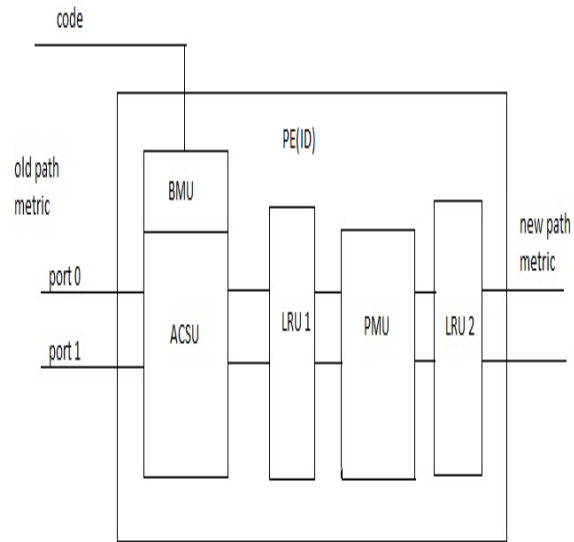 code
PE(ID)
old path
metric
BMU
new path
metric
port 0
port 1
ACSU
LRU 1
PMU
LRU 2